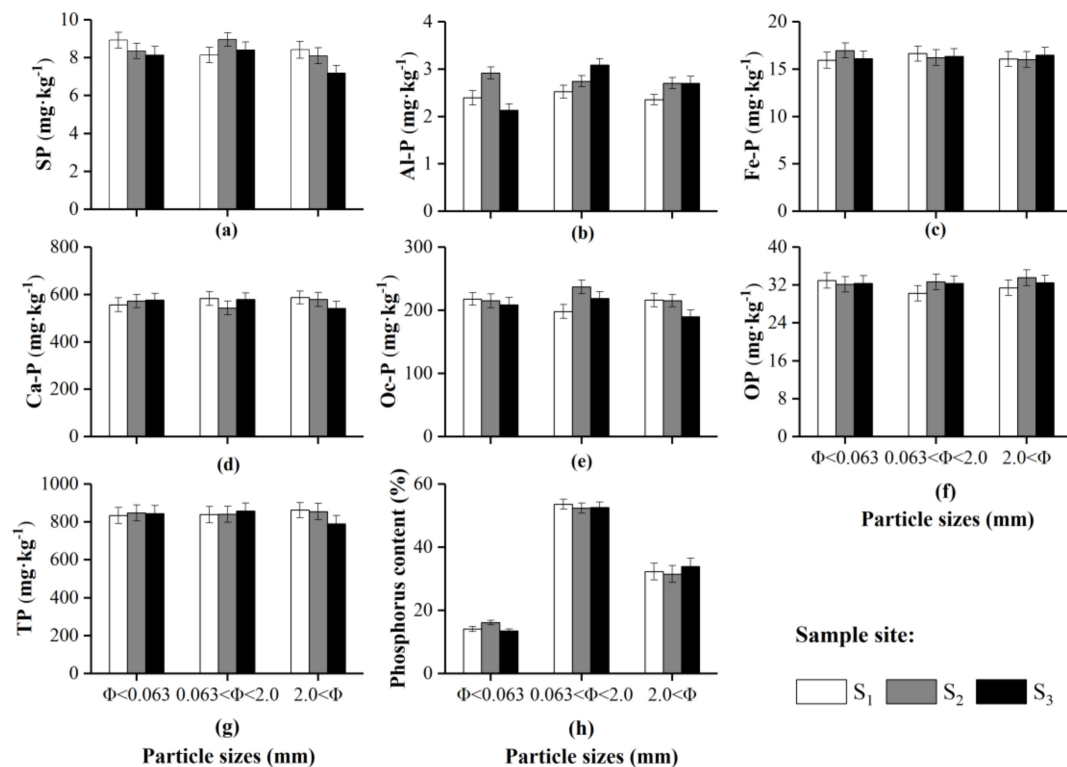 10
8
6
4
2
0
SP (mg·kg⁻¹)
(a)
4
3
2
1
0
Al-P (mg·kg⁻¹)
(b)
20
15
10
5
0
Fe-P (mg·kg⁻¹)
(c)
800
600
400
200
0
Ca-P (mg·kg⁻¹)
(d)
300
200
100
0
Oc-P (mg·kg⁻¹)
(e)
40
32
24
16
8
0
OP (mg·kg⁻¹)
Φ<0.063 0.063<Φ<2.0 2.0<Φ
(f)
Particle sizes (mm)
1000
800
600
400
200
0
TP (mg·kg⁻¹)
Φ<0.063 0.063<Φ<2.0 2.0<Φ
(g)
Particle sizes (mm)
60
40
20
0
Phosphorus content (%)
Φ<0.063 0.063<Φ<2.0 2.0<Φ
(h)
Particle sizes (mm)
Sample site:
S₁ S₂ S₃